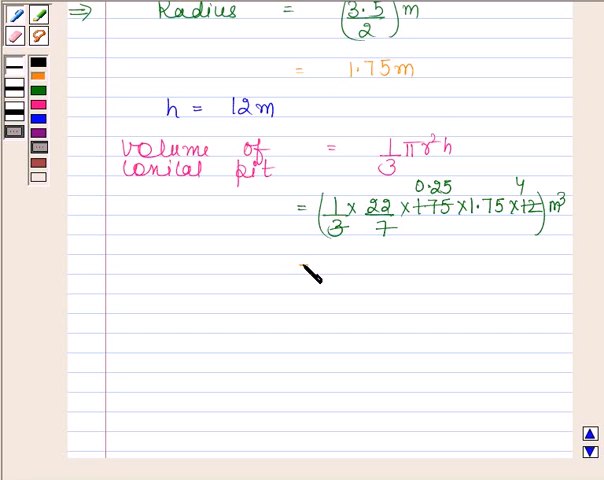 ⇒ Radius = (3.5/2) m
= 1.75 m
h = 12 m
Volume of conical pit = 1/3 πr²h
0.25 4
= (1/3 × 22/7 × 1.75 × 1.75 × 12) m³